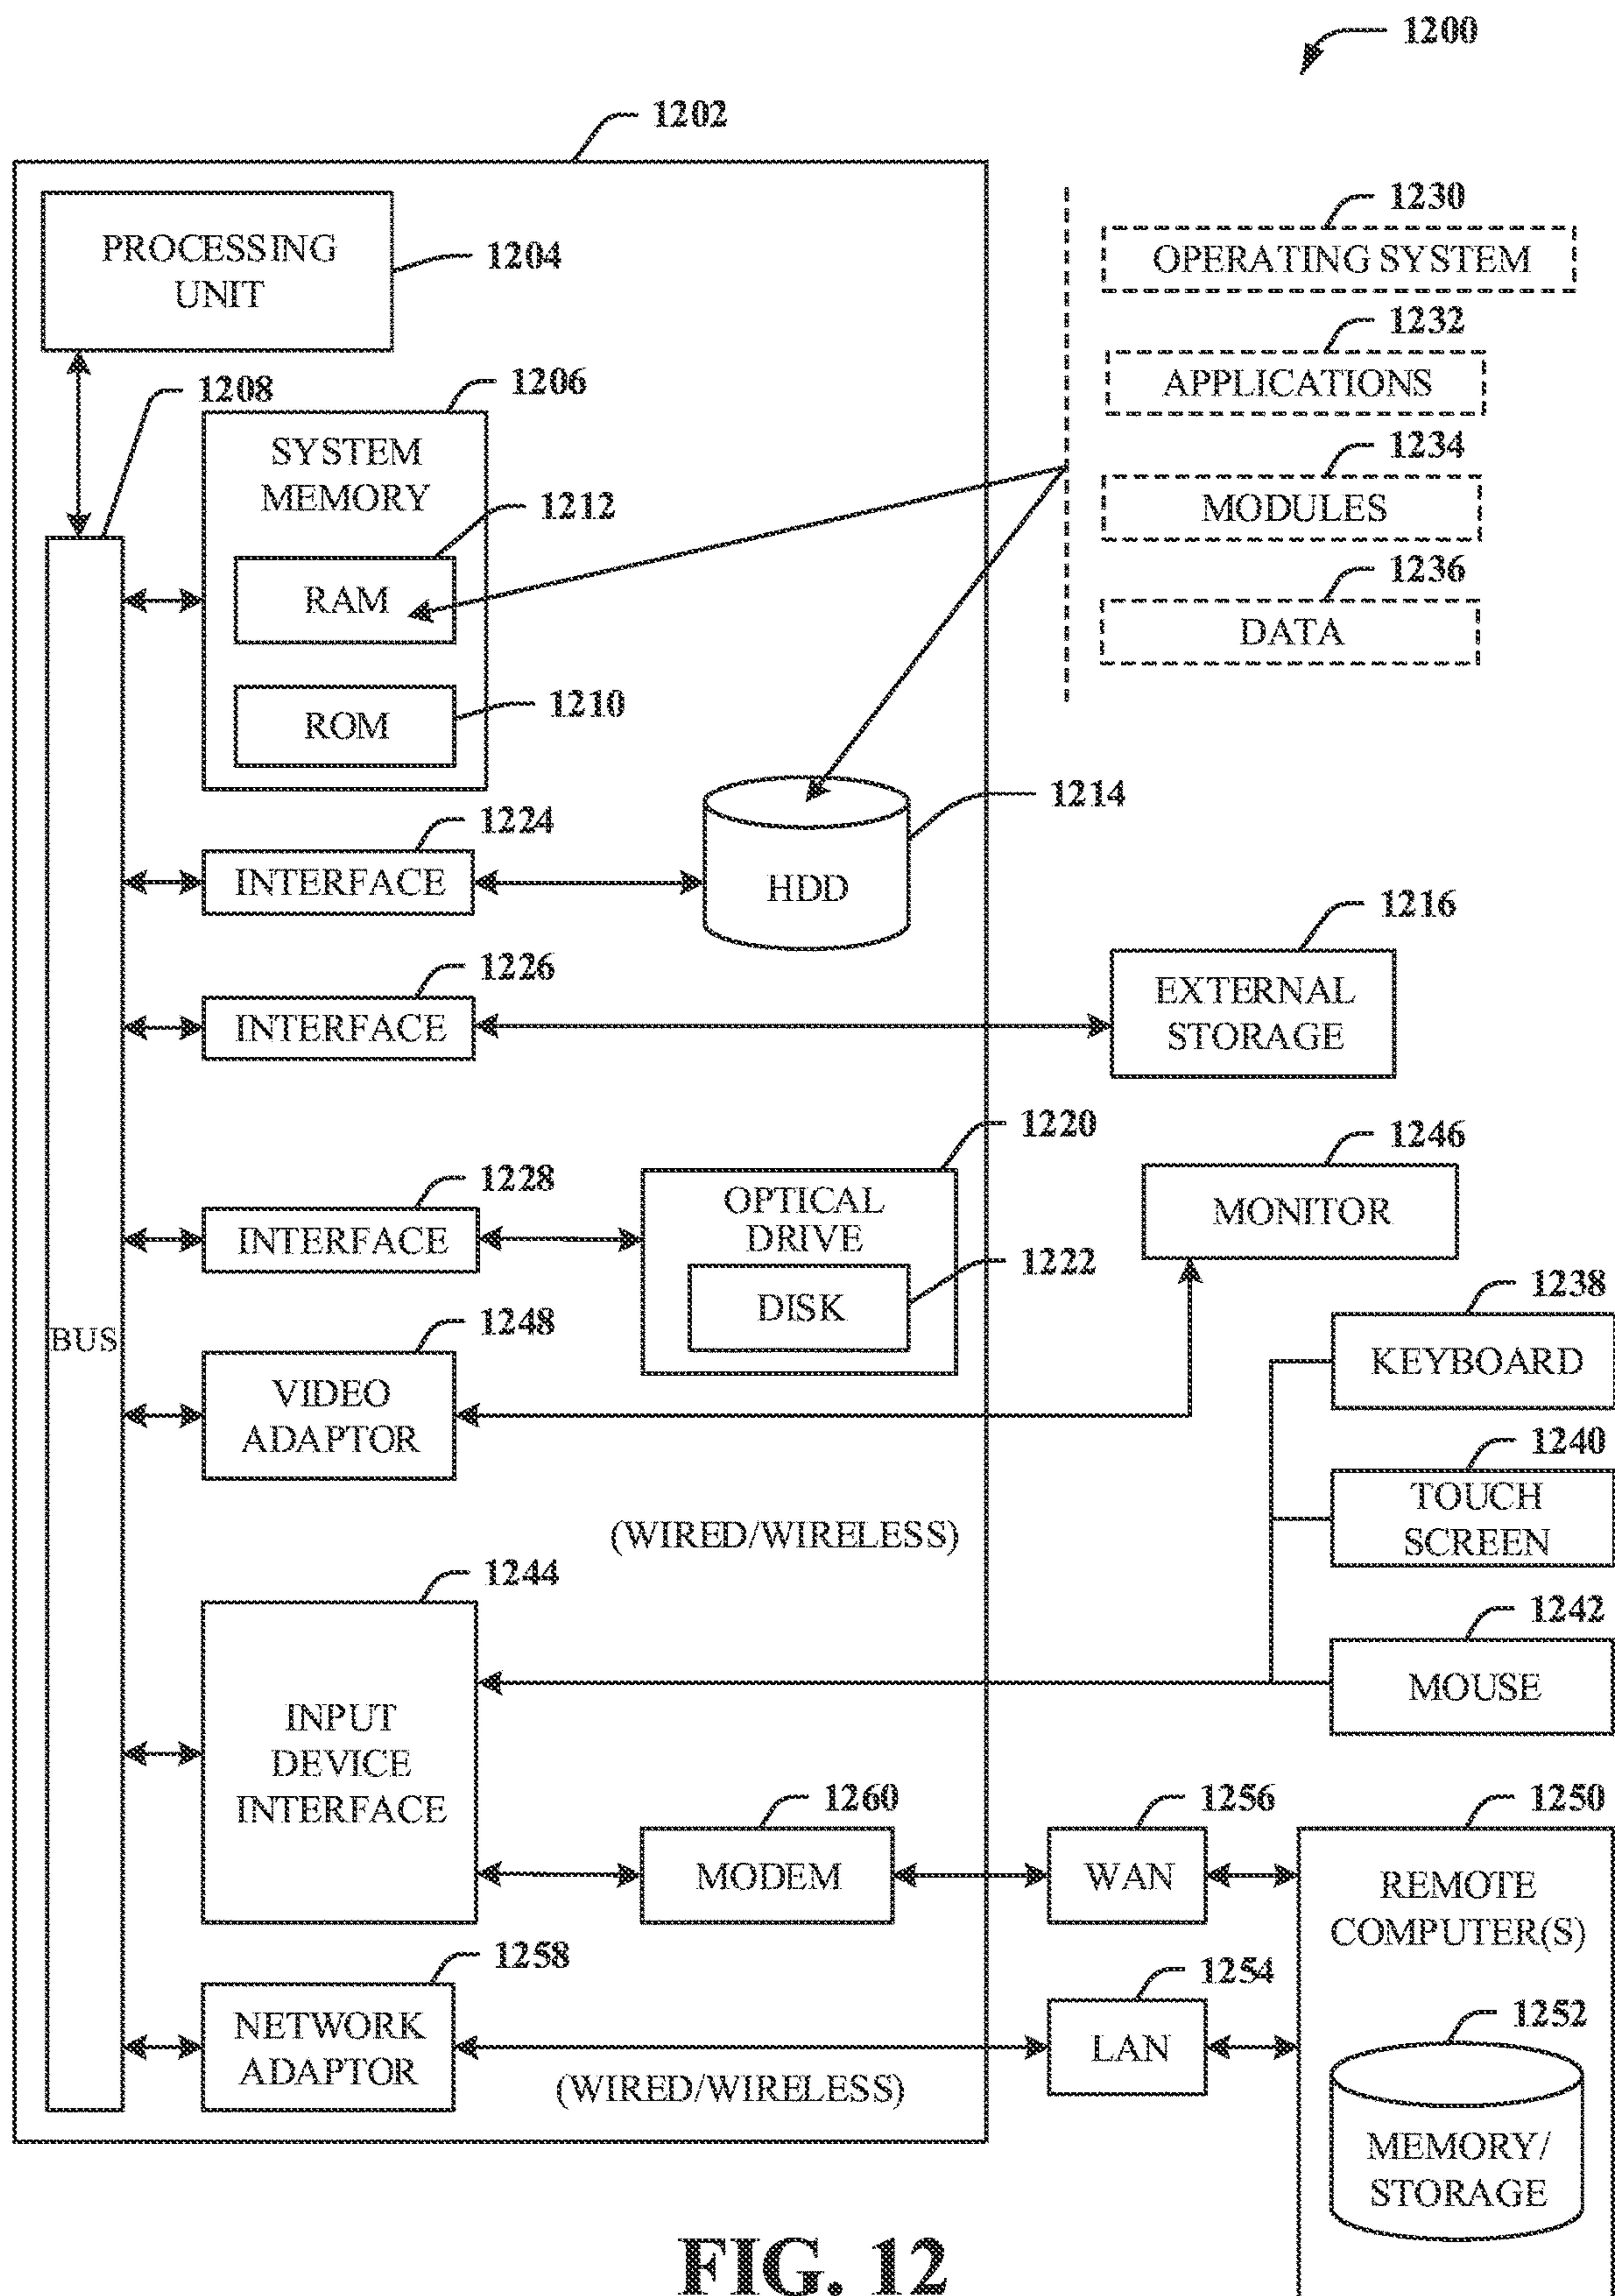 1200
1202
PROCESSING
UNIT
1204
1230
OPERATING SYSTEM
1232
APPLICATIONS
1234
MODULES
1236
DATA
1208
1206
SYSTEM
MEMORY
1212
RAM
1210
ROM
1224
INTERFACE
1214
HDD
1226
INTERFACE
1216
EXTERNAL
STORAGE
1220
OPTICAL
DRIVE
1222
DISK
1228
INTERFACE
1246
MONITOR
1238
KEYBOARD
BUS
1248
VIDEO
ADAPTOR
1240
TOUCH
SCREEN
(WIRED/WIRELESS)
1244
INPUT
DEVICE
INTERFACE
1242
MOUSE
1260
MODEM
1256
WAN
1250
REMOTE
COMPUTER(S)
1258
NETWORK
ADAPTOR
(WIRED/WIRELESS)
1254
LAN
1252
MEMORY/
STORAGE
FIG. 12